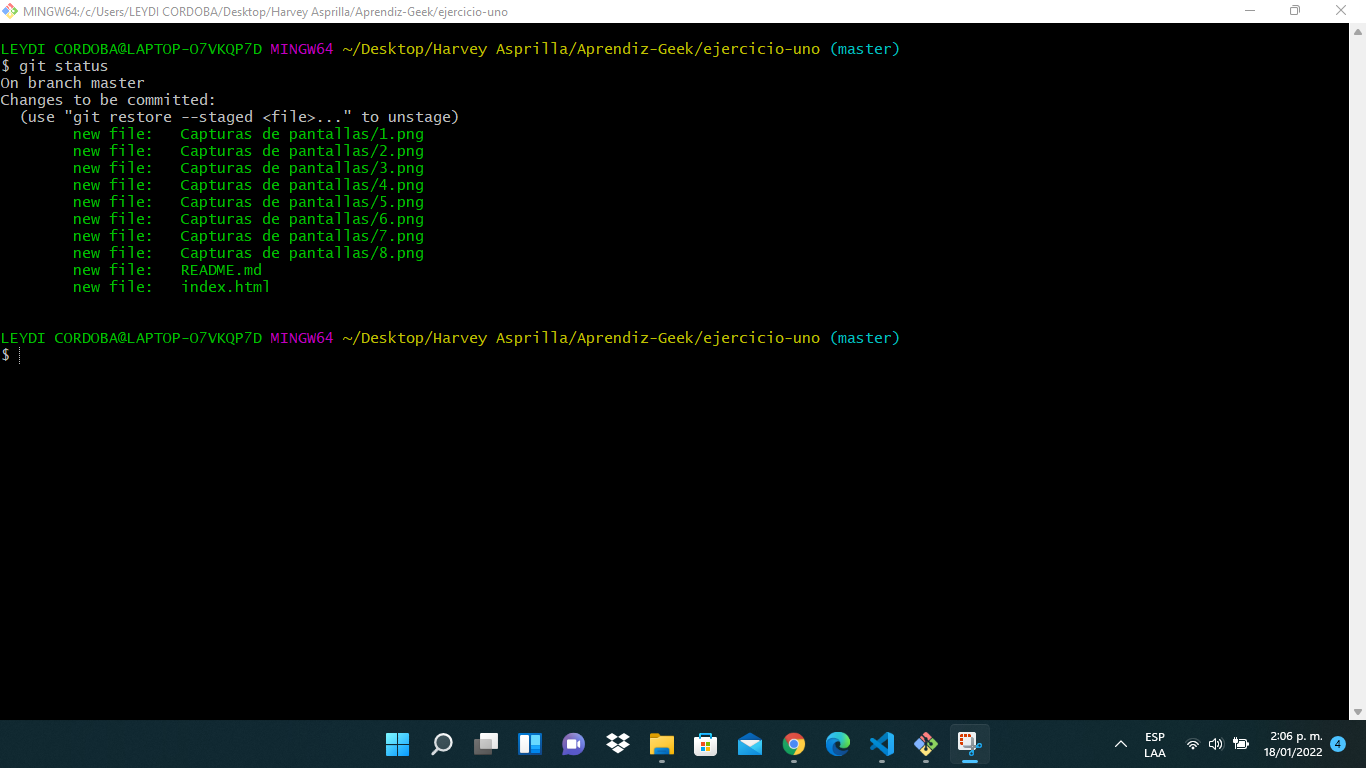 MINGW64:/c/Users/LEYDI CORDOBA/Desktop/Harvey Asprilla/Aprendiz-Geek/ejercicio-uno
LEYDI CORDOBA@LAPTOP-O7VKQP7D MINGW64 ~/Desktop/Harvey Asprilla/Aprendiz-Geek/ejercicio-uno (master)
$ git status
On branch master
Changes to be committed:
  (use "git restore --staged <file>..." to unstage)
        new file:   Capturas de pantallas/1.png
        new file:   Capturas de pantallas/2.png
        new file:   Capturas de pantallas/3.png
        new file:   Capturas de pantallas/4.png
        new file:   Capturas de pantallas/5.png
        new file:   Capturas de pantallas/6.png
        new file:   Capturas de pantallas/7.png
        new file:   Capturas de pantallas/8.png
        new file:   README.md
        new file:   index.html
LEYDI CORDOBA@LAPTOP-O7VKQP7D MINGW64 ~/Desktop/Harvey Asprilla/Aprendiz-Geek/ejercicio-uno (master)
$
ESP
LAA
2:06 p. m.
18/01/2022
4